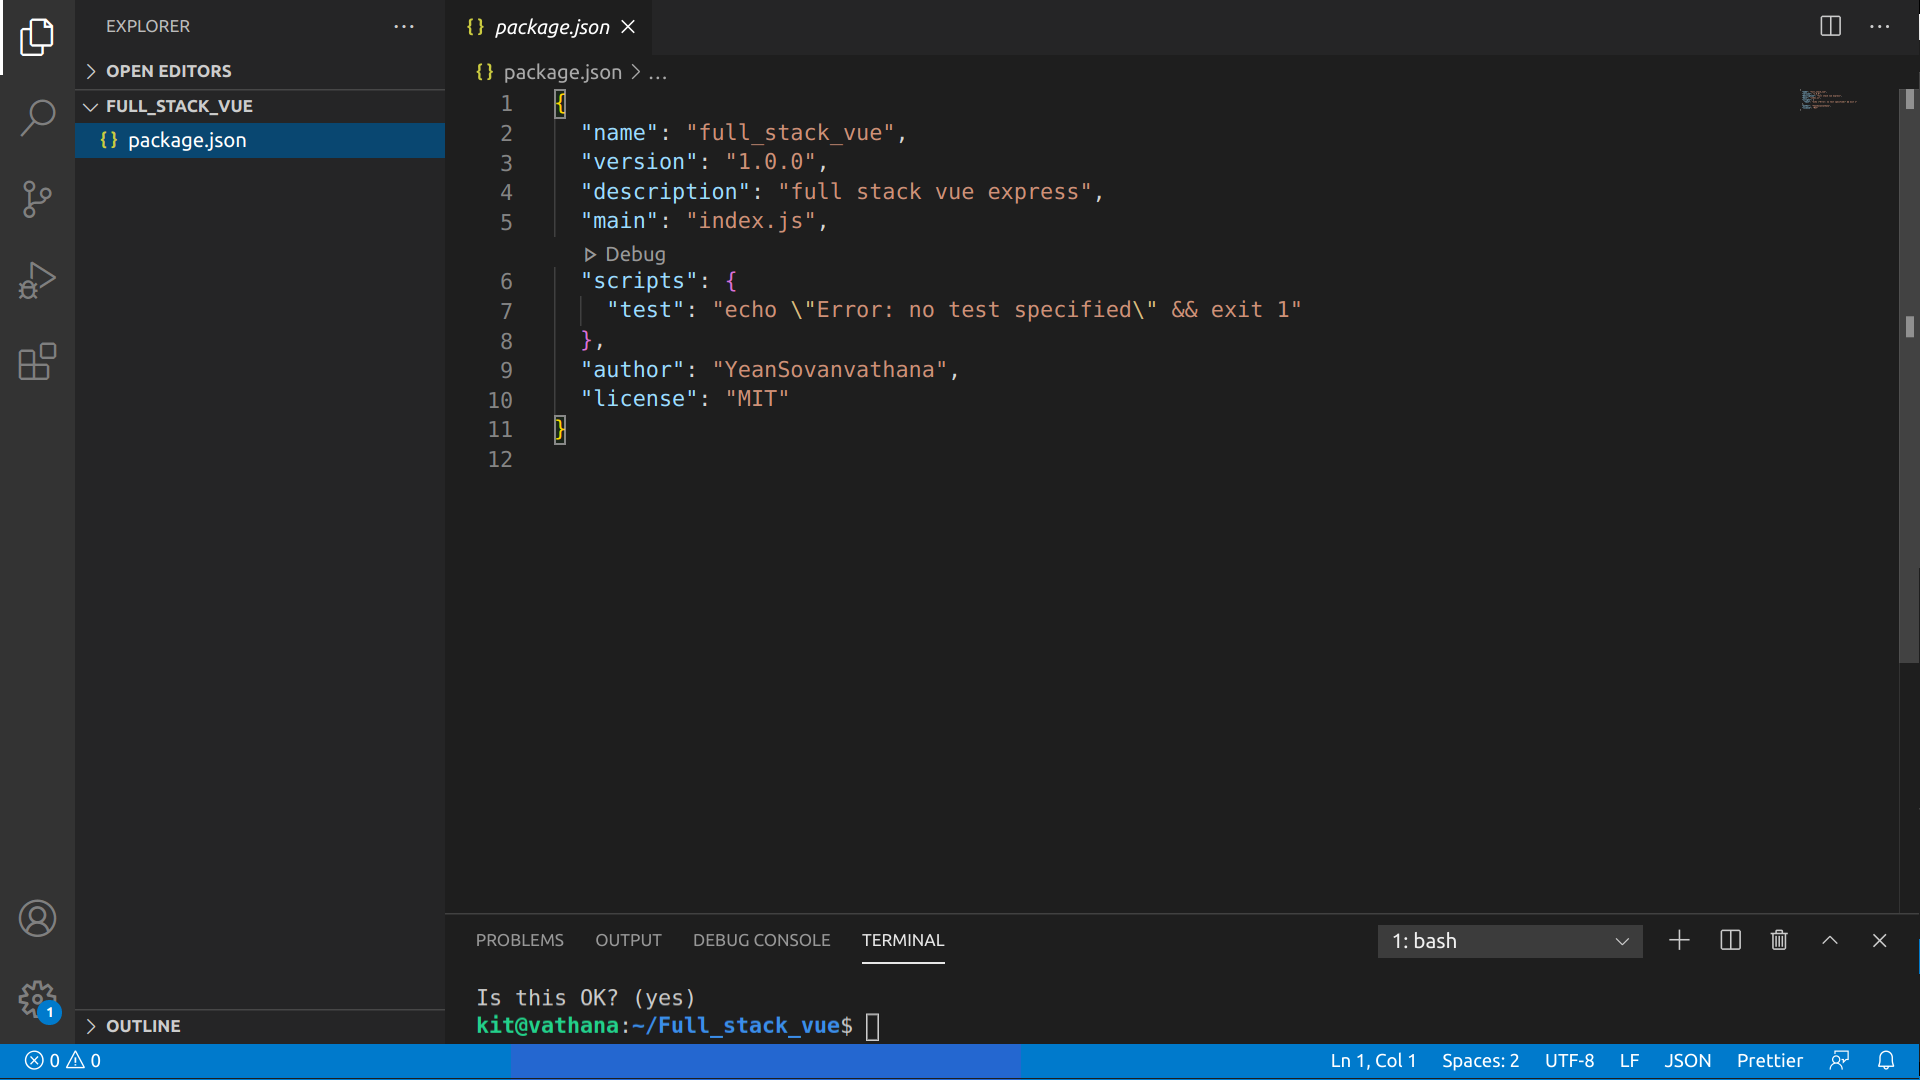 EXPLORER
OPEN EDITORS
FULL_STACK_VUE
{} package.json
OUTLINE
{} package.json
{} package.json > ...
1 {
2 "name": "full_stack_vue",
3 "version": "1.0.0",
4 "description": "full stack vue express",
5 "main": "index.js",
Debug
6 "scripts": {
7 "test": "echo \"Error: no test specified\" && exit 1"
8 },
9 "author": "YeanSovanvathana",
10 "license": "MIT"
11 }
12
PROBLEMS OUTPUT DEBUG CONSOLE TERMINAL 1: bash
Is this OK? (yes)
kit@vathana:~/Full_stack_vue$
1
0 0 Ln 1, Col 1 Spaces: 2 UTF-8 LF JSON Prettier